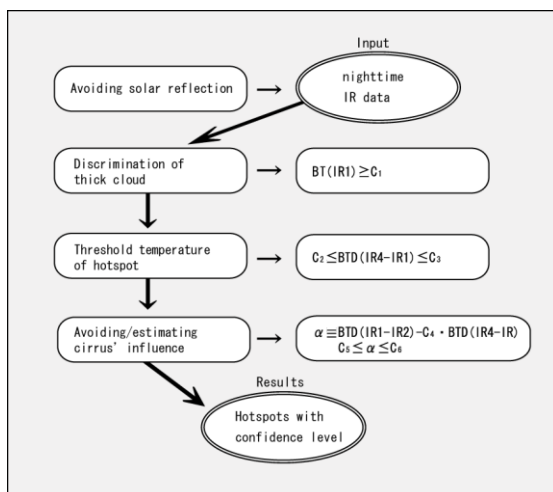 Input
Avoiding solar reflection
→
nighttime
IR data
Discrimination of
thick cloud
→
BT(IR1) ≥C₁
Threshold temperature
of hotspot
→
C₂≤BTD(IR4-IR1) ≤C₃
Avoiding/estimating
cirrus' influence
→
α≡BTD(IR1-IR2)-C₄・BTD(IR4-IR)
C₅≤α≤C₆
Results
Hotspots with
confidence level